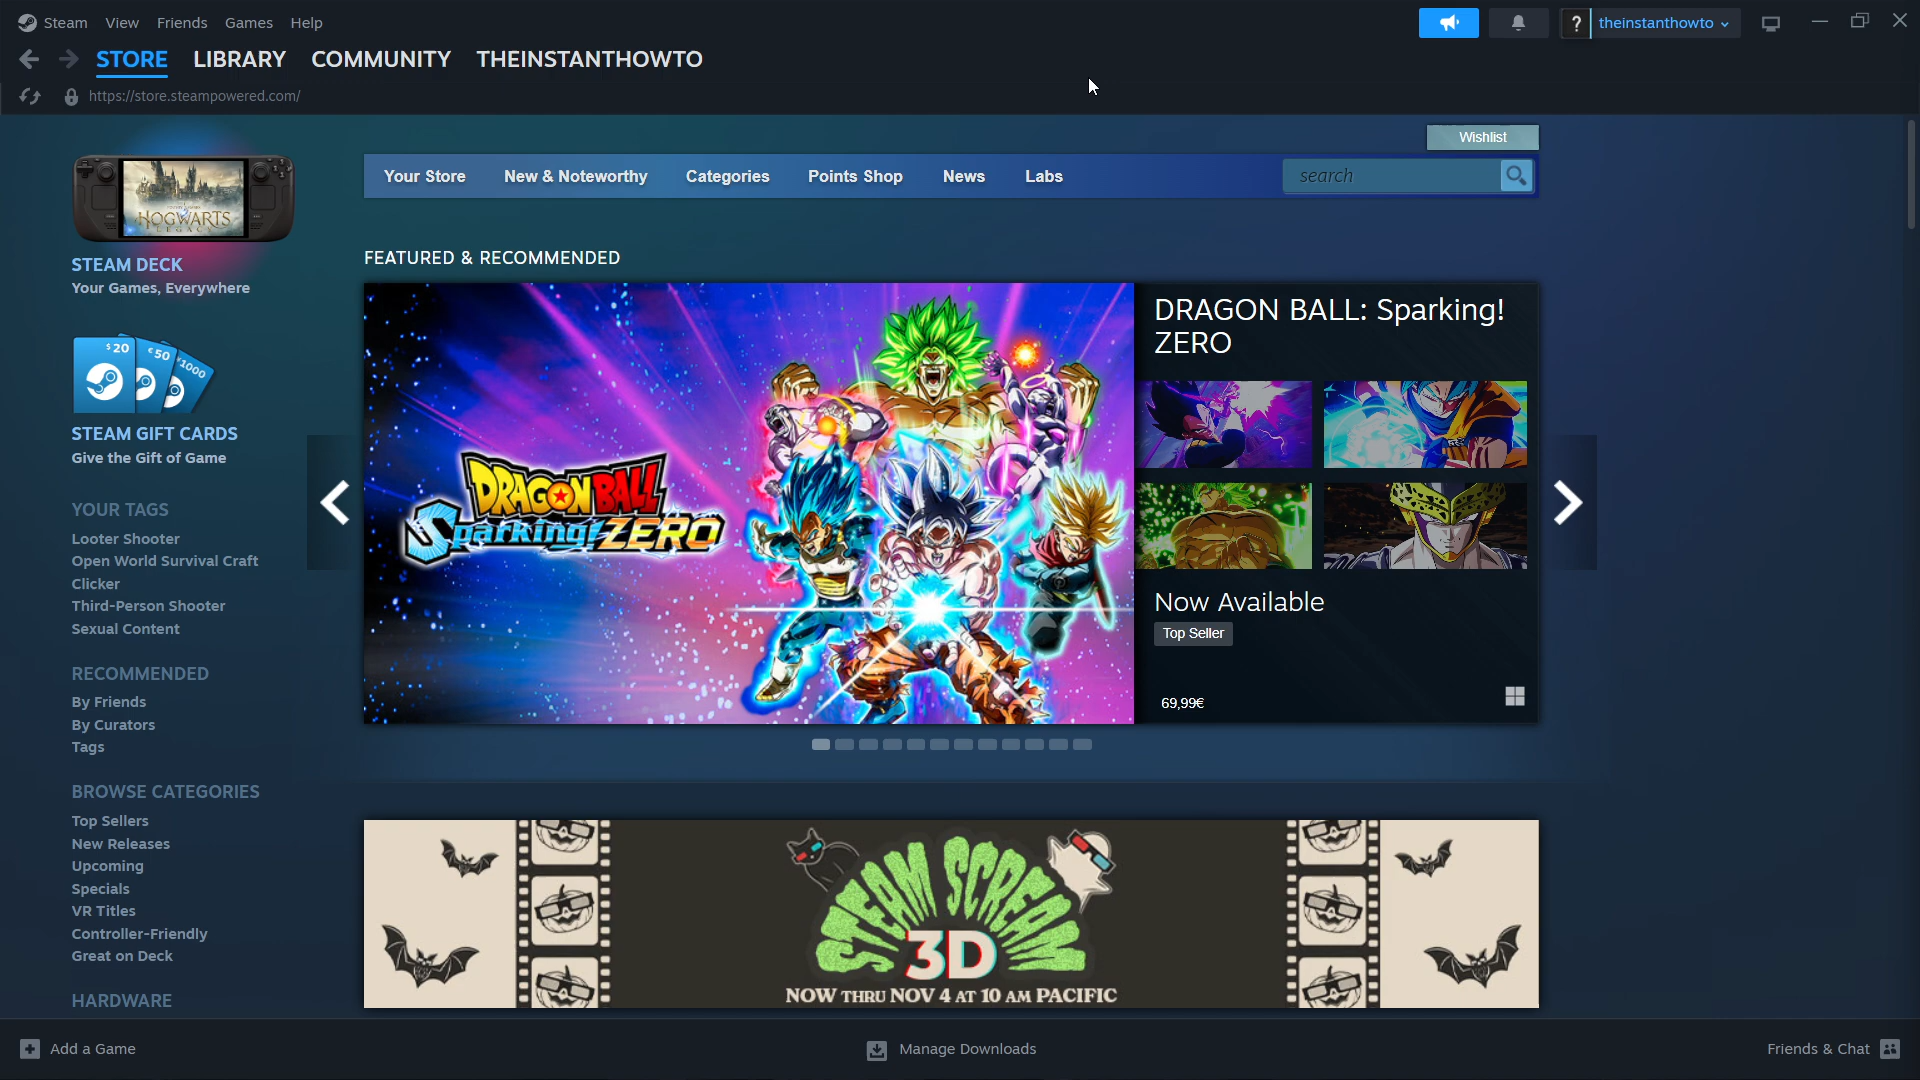 Steam View Friends Games Help
? theinstanthowto
STORE LIBRARY COMMUNITY THEINSTANTHOWTO
https://store.steampowered.com/
Wishlist
Your Store New & Noteworthy Categories Points Shop News Labs
search
HOGWARTS
LEGACY
STEAM DECK
Your Games, Everywhere
$20 €50 ¥1000
STEAM GIFT CARDS
Give the Gift of Game
YOUR TAGS
Looter Shooter
Open World Survival Craft
Clicker
Third-Person Shooter
Sexual Content
RECOMMENDED
By Friends
By Curators
Tags
BROWSE CATEGORIES
Top Sellers
New Releases
Upcoming
Specials
VR Titles
Controller-Friendly
Great on Deck
HARDWARE
FEATURED & RECOMMENDED
DRAGON BALL
Sparking! ZERO
DRAGON BALL: Sparking!
ZERO
Now Available
Top Seller
69,99€
STEAM SCREAM
3D
NOW THRU NOV 4 AT 10 AM PACIFIC
Add a Game
Manage Downloads
Friends & Chat